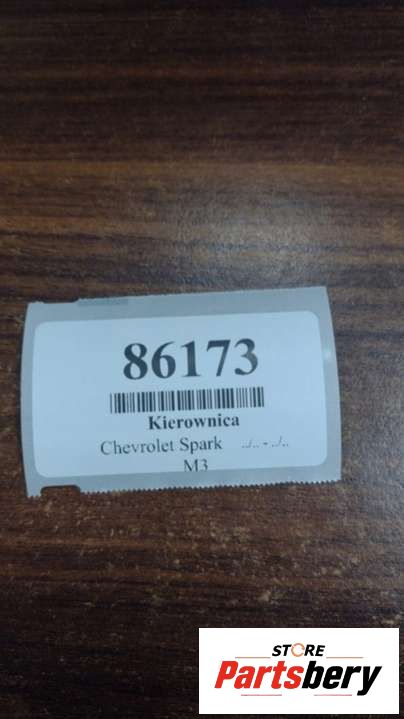 86173
Kierownica
Chevrolet Spark ../.. - ../..
M3
STORE
Partsbery